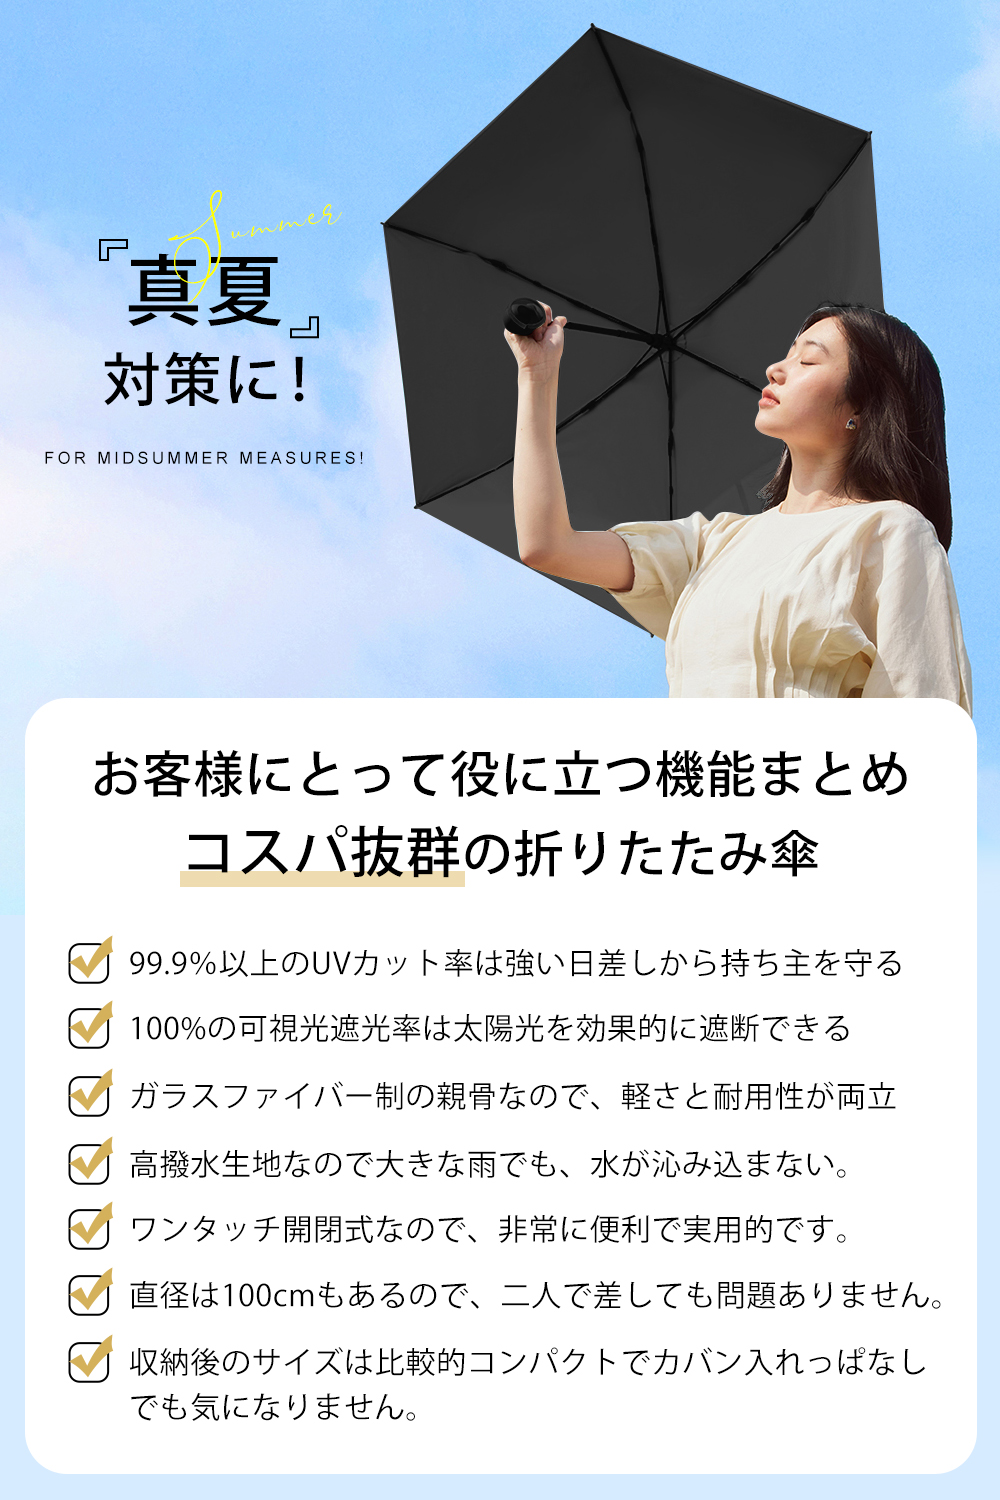 Summer
『真夏』
対策に！
FOR MIDSUMMER MEASURES!
お客様にとって役に立つ機能まとめ
コスパ抜群の折りたたみ傘
99.9%以上のUVカット率は強い日差しから持ち主を守る
100%の可視光遮光率は太陽光を効果的に遮断できる
ガラスファイバー制の親骨なので、軽さと耐用性が両立
高撥水生地なので大きな雨でも、水が沁み込まない。
ワンタッチ開閉式なので、非常に便利で実用的です。
直径は100cmもあるので、二人で差しても問題ありません。
収納後のサイズは比較的コンパクトでカバン入れっぱなし
でも気になりません。